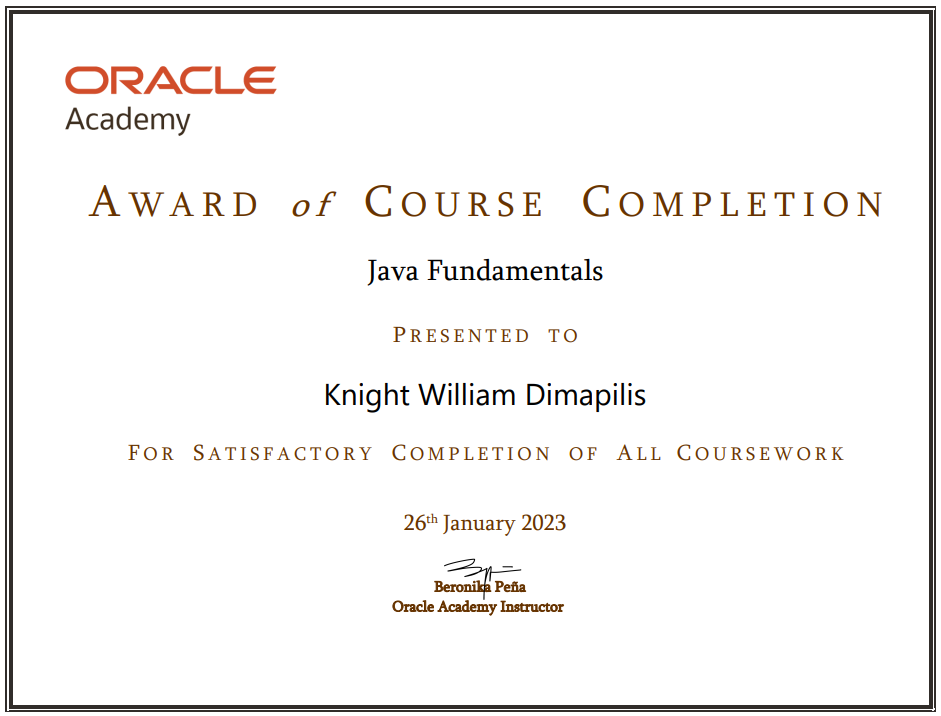 ORACLE
Academy
AWARD of COURSE COMPLETION
Java Fundamentals
PRESENTED TO
Knight William Dimapilis
FOR SATISFACTORY COMPLETION OF ALL COURSEWORK
26th January 2023
Beronika Peña
Oracle Academy Instructor